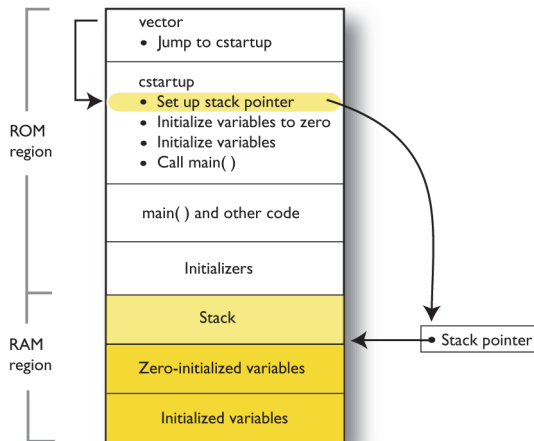 vector
• Jump to cstartup
cstartup
• Set up stack pointer
• Initialize variables to zero
• Initialize variables
• Call main( )
ROM
region
main( ) and other code
Initializers
Stack
RAM
region
Stack pointer
Zero-initialized variables
Initialized variables